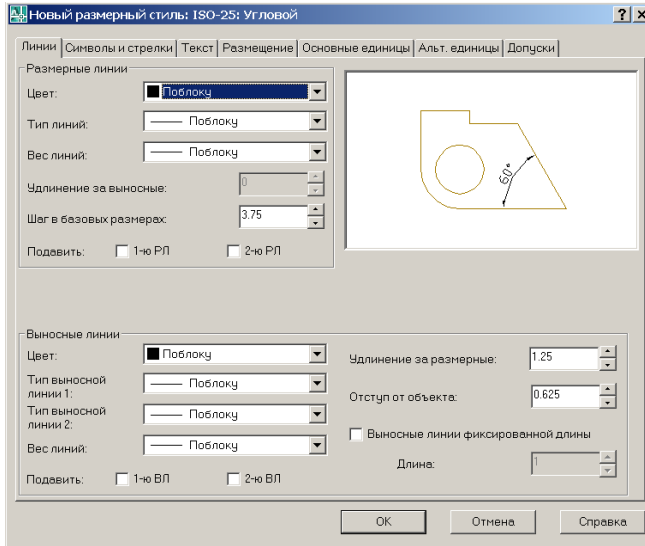 Новый размерный стиль: ISO-25: Угловой
Линии Символы и стрелки Текст Размещение Основные единицы Альт. единицы Допуски
Размерные линии
Цвет: Поблоку
Тип линий: Поблоку
Вес линий: Поблоку
Удлинение за выносные: 0
Шаг в базовых размерах: 3.75
Подавить: 1-ю РЛ 2-ю РЛ
60°
Выносные линии
Цвет: Поблоку
Тип выносной
линии 1: Поблоку
Тип выносной
линии 2: Поблоку
Вес линий: Поблоку
Подавить: 1-ю ВЛ 2-ю ВЛ
Удлинение за размерные: 1.25
Отступ от объекта: 0.625
Выносные линии фиксированной длины
Длина: 1
OK Отмена Справка